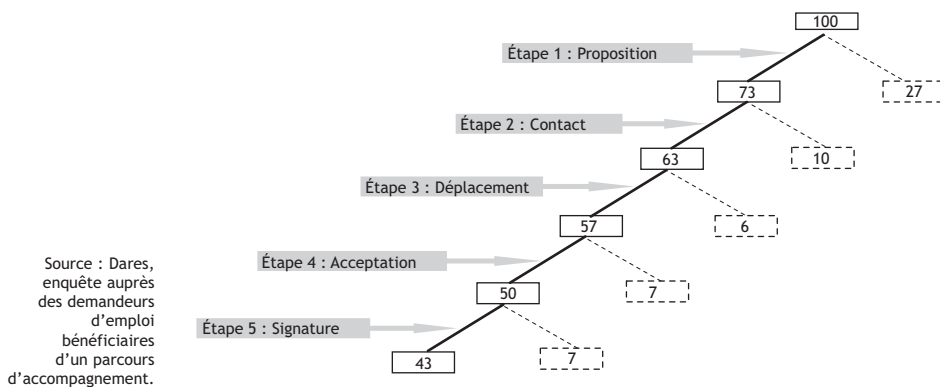 100
Étape 1 : Proposition
73
27
Étape 2 : Contact
63
10
Étape 3 : Déplacement
57
6
Étape 4 : Acceptation
50
7
Étape 5 : Signature
43
7
Source : Dares,
enquête auprès
des demandeurs
d’emploi
bénéficiaires
d’un parcours
d’accompagnement.